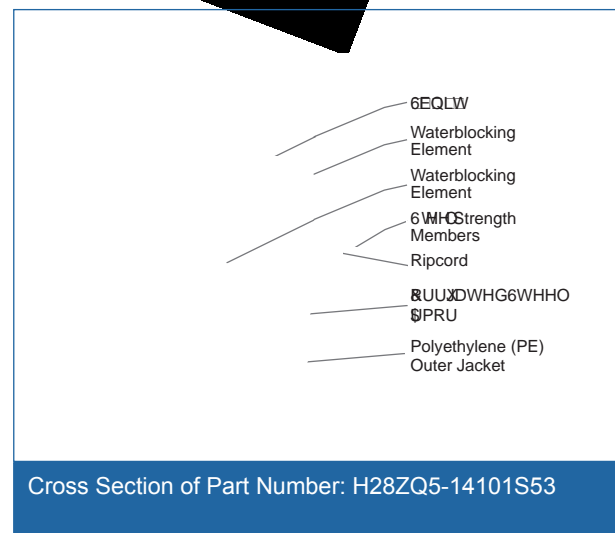 Waterblocking
Element
Waterblocking
Element
Strength
Members
Ripcord
Polyethylene (PE)
Outer Jacket
Cross Section of Part Number: H28ZQ5-14101S53